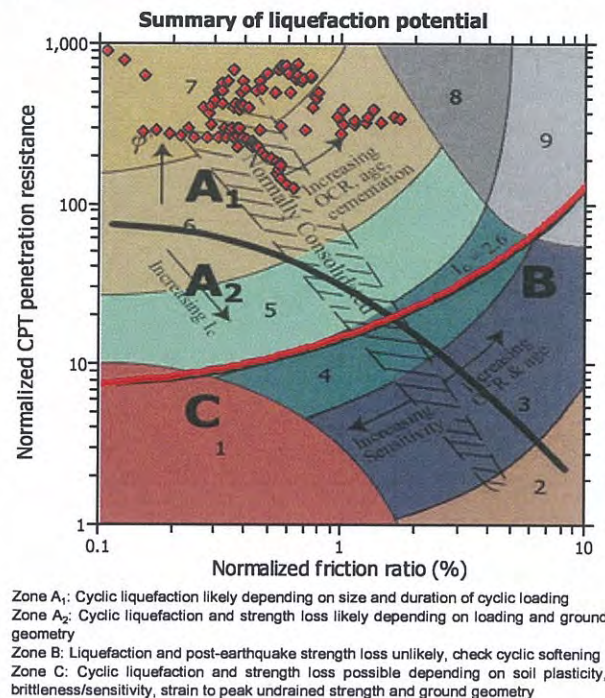 Summary of liquefaction potential
Normalized CPT penetration resistance
1,000
100
10
1
0.1
1
10
Normalized friction ratio (%)
7
8
9
A1
Normally Consolidated
Increasing
OCR, age,
cementation
6
A2
Increasing Ic
5
Ic = 2.6
B
4
Increasing
OCR & age
C
1
Increasing
Sensitivity
3
2
Zone A1: Cyclic liquefaction likely depending on size and duration of cyclic loading
Zone A2: Cyclic liquefaction and strength loss likely depending on loading and ground
geometry
Zone B: Liquefaction and post-earthquake strength loss unlikely, check cyclic softening
Zone C: Cyclic liquefaction and strength loss possible depending on soil plasticity,
brittleness/sensitivity, strain to peak undrained strength and ground geometry